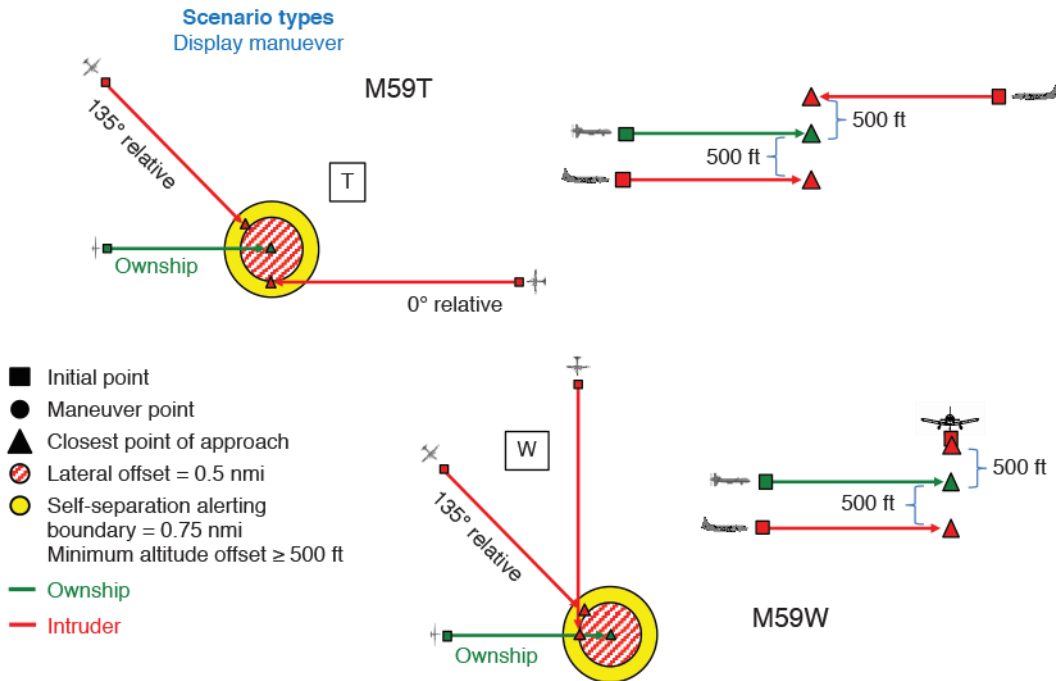 Scenario types
Display manuever
M59T
135° relative
T
Ownship
0° relative
500 ft
500 ft
Initial point
Maneuver point
Closest point of approach
Lateral offset = 0.5 nmi
Self-separation alerting
boundary = 0.75 nmi
Minimum altitude offset ≥ 500 ft
Ownship
Intruder
W
135° relative
Ownship
500 ft
500 ft
M59W